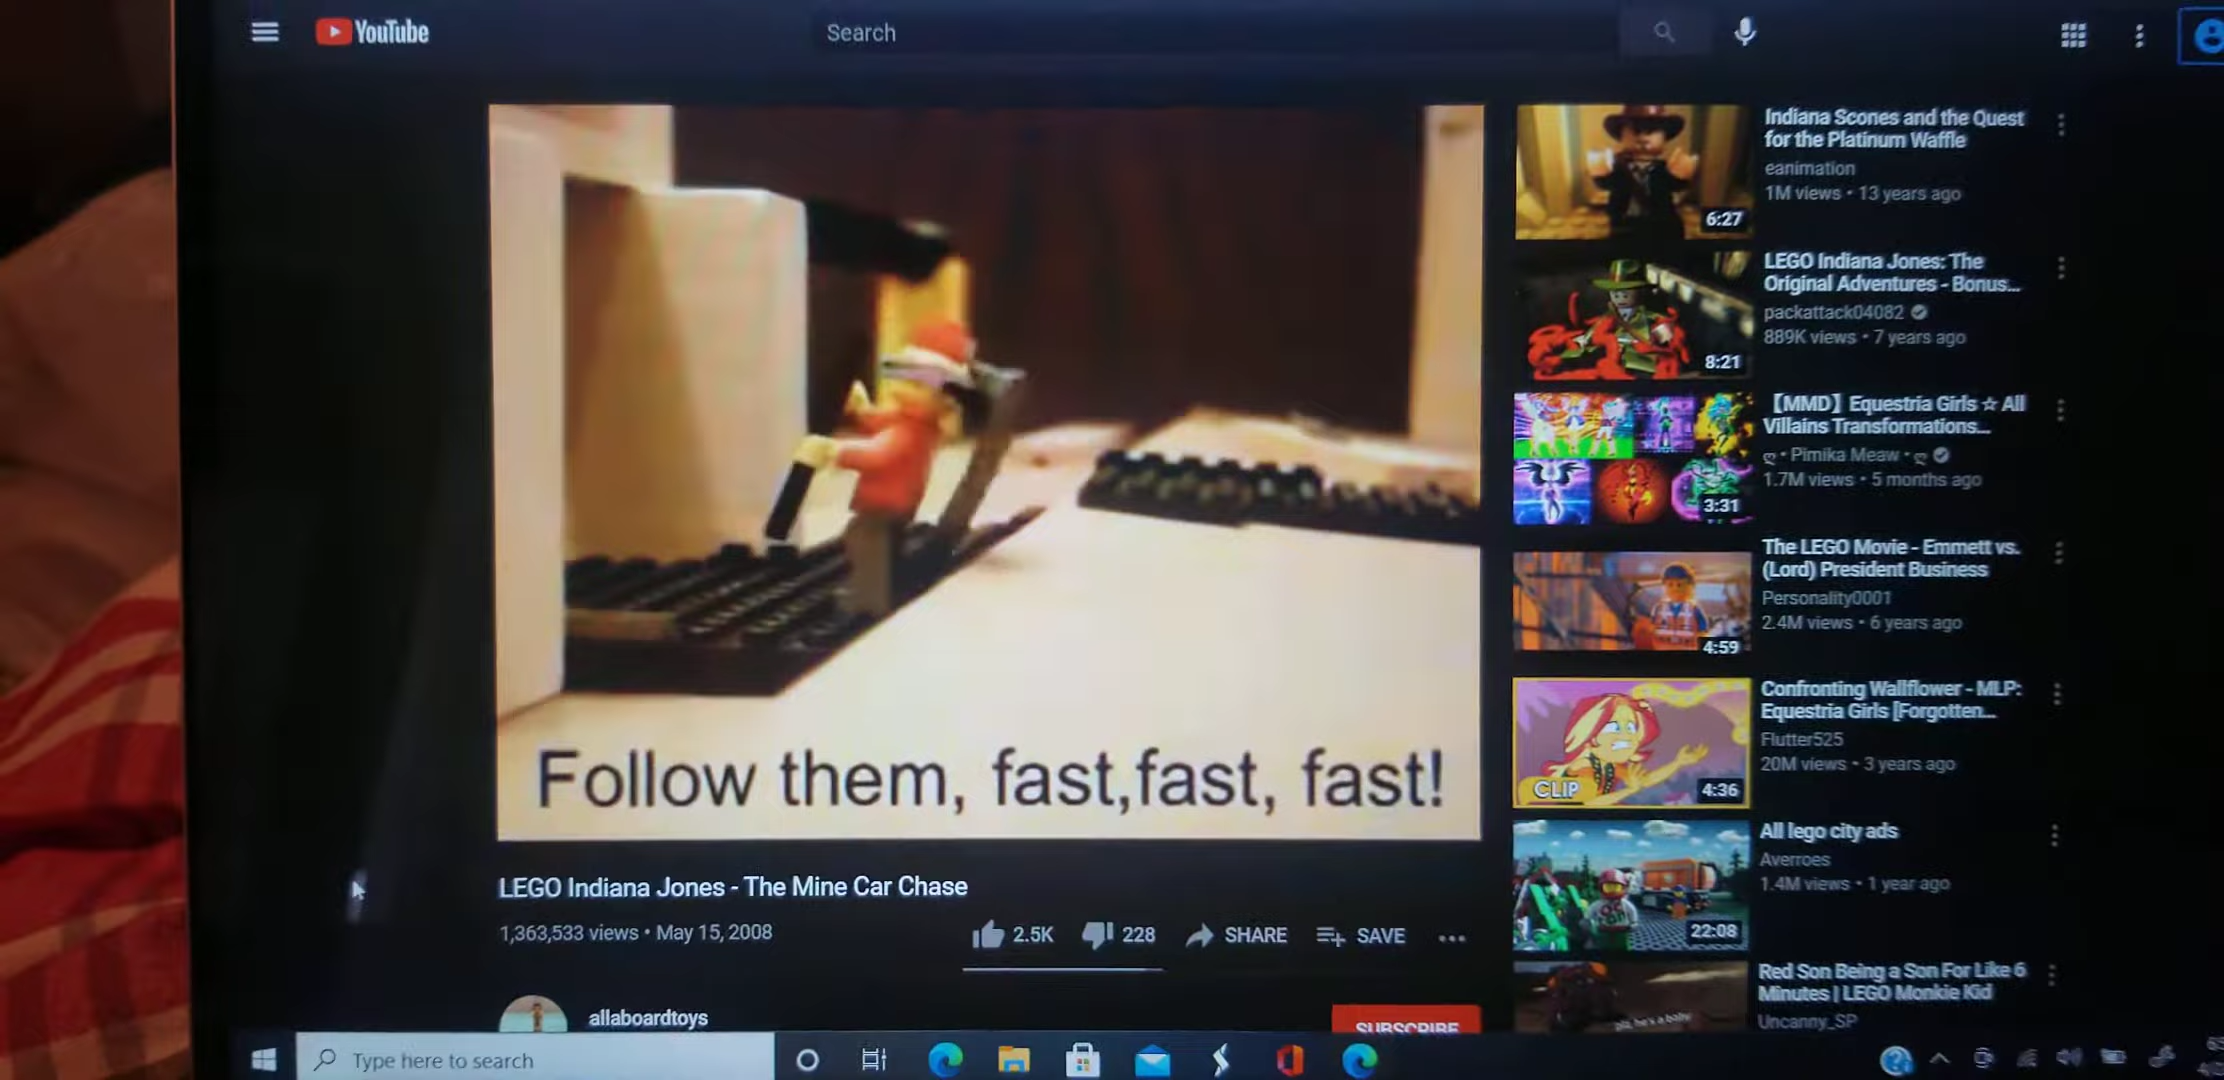 YouTube
Search
Follow them, fast,fast, fast!
LEGO Indiana Jones - The Mine Car Chase
1,363,533 views • May 15, 2008
2.5K
228
SHARE
SAVE
allaboardtoys
SUBSCRIBE
Indiana Scones and the Quest
for the Platinum Waffle
eanimation
1M views • 13 years ago
6:27
LEGO Indiana Jones: The
Original Adventures - Bonus...
packattack04082
889K views • 7 years ago
8:21
【MMD】Equestria Girls ☆ All
Villains Transformations...
ღ • Pimika Meaw • ღ
1.7M views • 5 months ago
3:31
The LEGO Movie - Emmett vs.
(Lord) President Business
Personality0001
2.4M views • 6 years ago
4:59
Confronting Wallflower - MLP:
Equestria Girls [Forgotten...
Flutter525
20M views • 3 years ago
CLIP
4:36
All lego city ads
Averroes
1.4M views • 1 year ago
22:08
Red Son Being a Son For Like 6
Minutes | LEGO Monkie Kid
Uncanny_SP
he's a baby
Type here to search